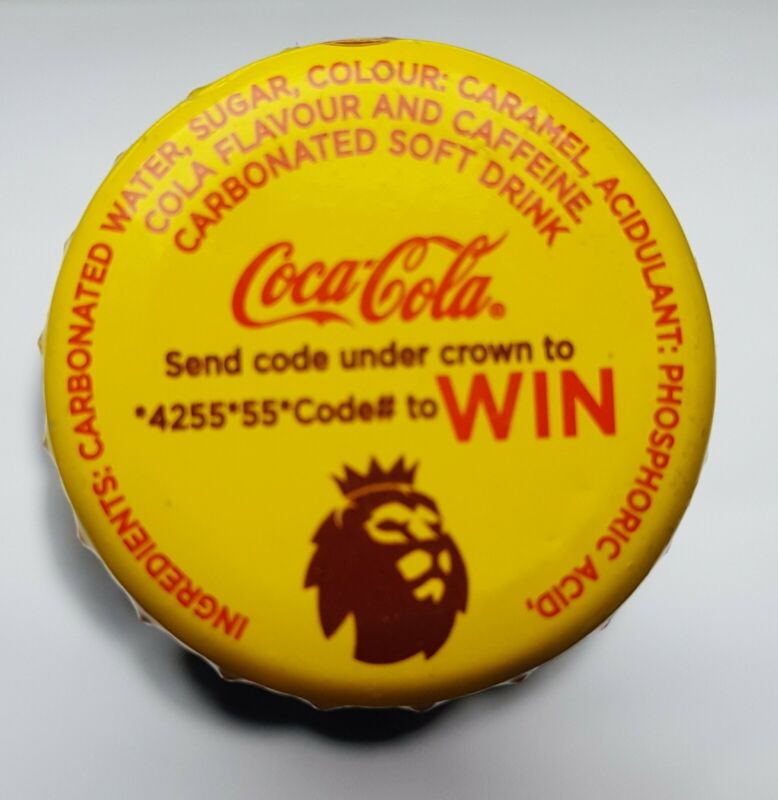 INGREDIENTS: CARBONATED WATER, SUGAR, COLOUR: CARAMEL, ACIDULANT: PHOSPHORIC ACID,
COLA FLAVOUR AND CAFFEINE.
CARBONATED SOFT DRINK
Coca-Cola®
Send code under crown to
*4255*55*Code# to WIN